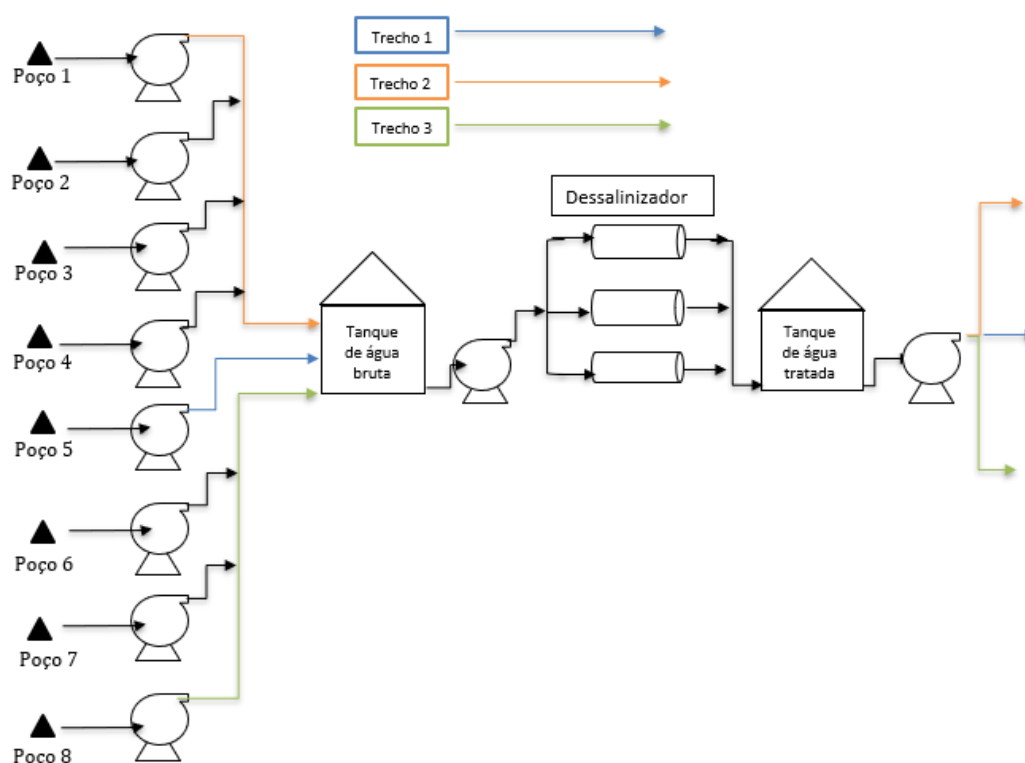 Trecho 1
Trecho 2
Trecho 3
Poço 1
Poço 2
Poço 3
Poço 4
Poço 5
Poço 6
Poço 7
Poço 8
Tanque
de água
bruta
Dessalinizador
Tanque
de água
tratada